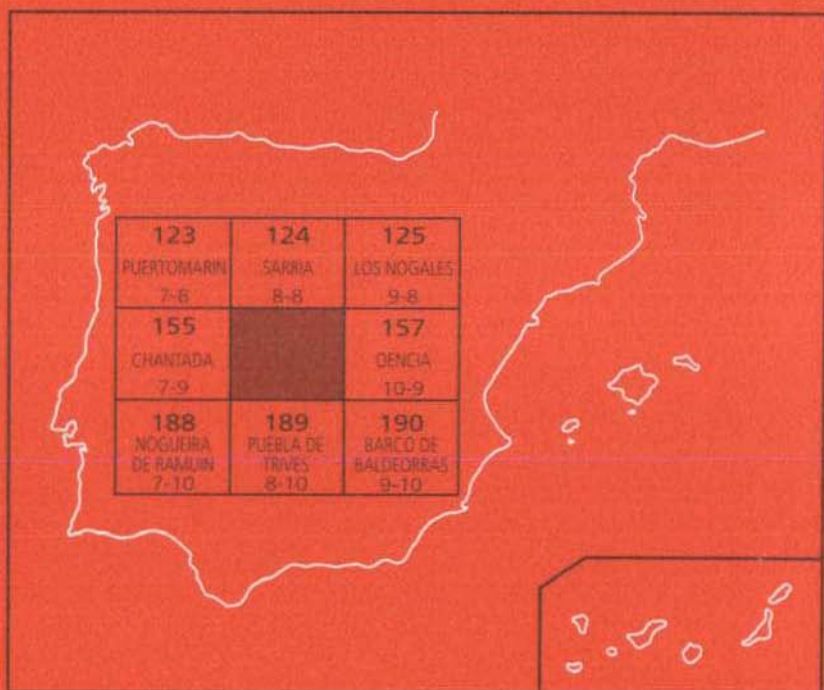 123
PUERTOMARIN
7-8
124
SARRIA
8-8
125
LOS NOGALES
9-8
155
CHANTADA
7-9
157
OENCIA
10-9
188
NOGUEIRA
DE RAMUIN
7-10
189
PUEBLA DE
TRIVES
8-10
190
BARCO DE
BALDEORRAS
9-10